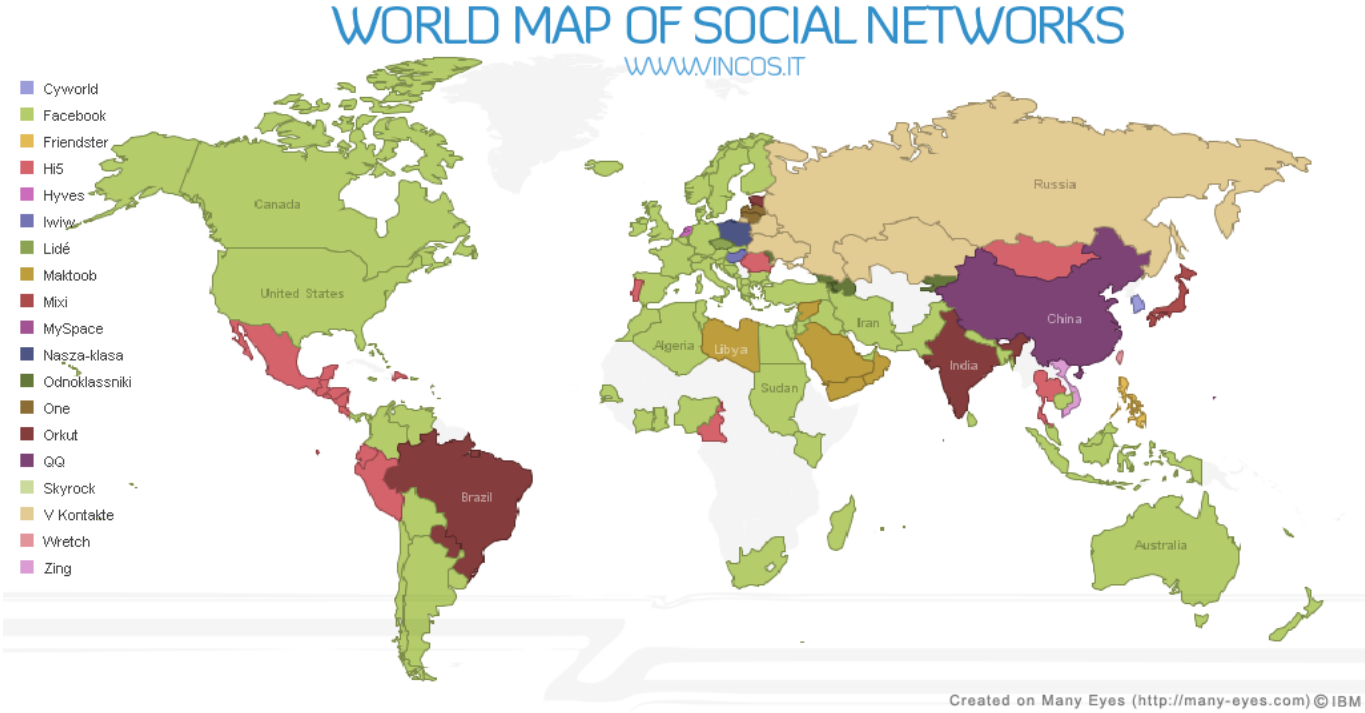 WORLD MAP OF SOCIAL NETWORKS
WWW.VINCOS.IT
Cyworld
Facebook
Friendster
Hi5
Hyves
Iwiw
Lidé
Maktoob
Mixi
MySpace
Nasza-klasa
Odnoklassniki
One
Orkut
QQ
Skyrock
V Kontakte
Wretch
Zing
Canada
United States
Brazil
Algeria
Libya
Sudan
Iran
Russia
China
India
Australia
Created on Many Eyes (http://many-eyes.com) © IBM